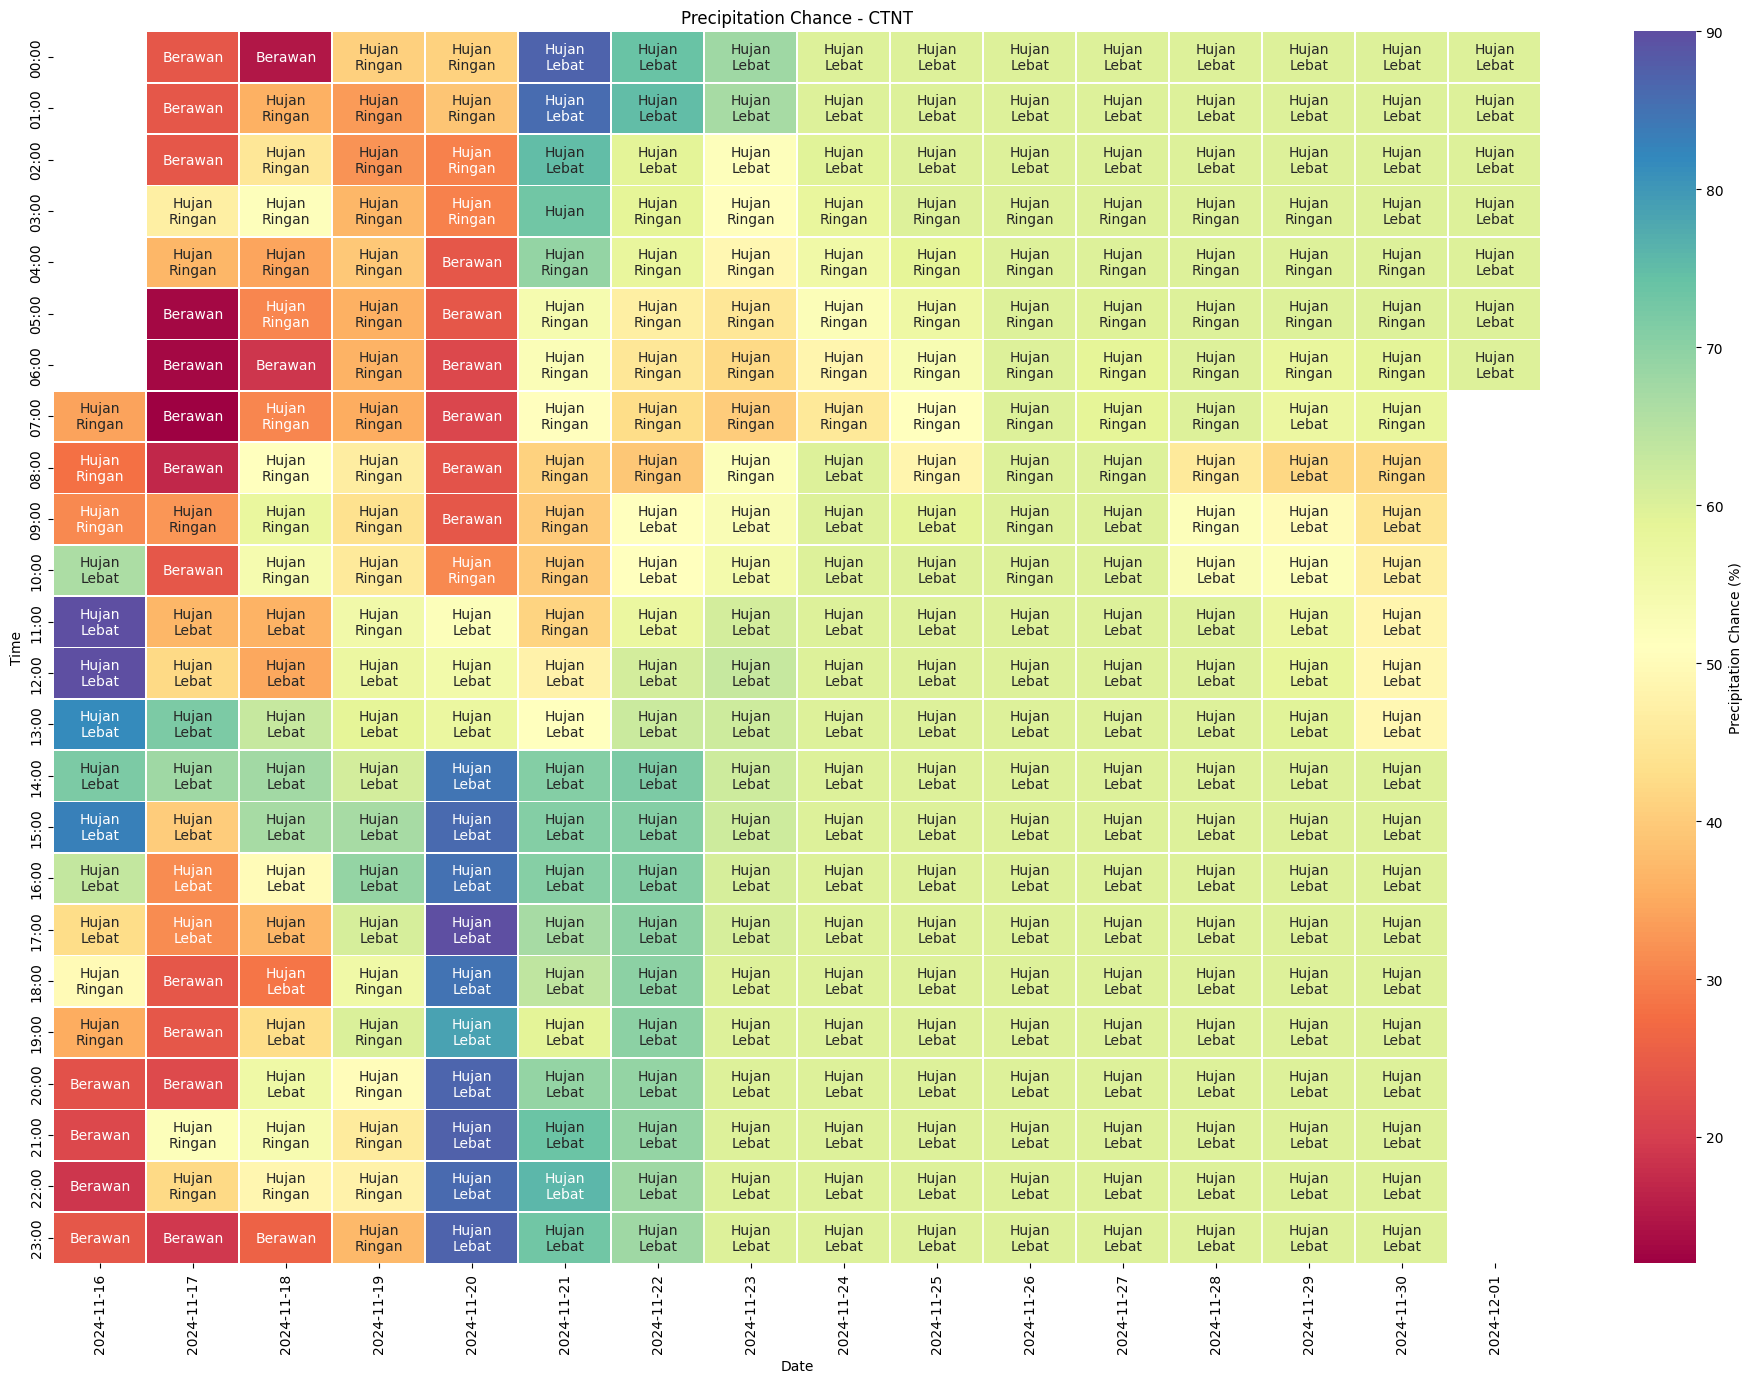 Precipitation Chance - CTNT
00:00 Berawan Berawan Hujan Ringan Hujan Ringan Hujan Lebat Hujan Lebat Hujan Lebat Hujan Lebat Hujan Lebat Hujan Lebat Hujan Lebat Hujan Lebat Hujan Lebat Hujan Lebat Hujan Lebat
01:00 Berawan Hujan Ringan Hujan Ringan Hujan Ringan Hujan Lebat Hujan Lebat Hujan Lebat Hujan Lebat Hujan Lebat Hujan Lebat Hujan Lebat Hujan Lebat Hujan Lebat Hujan Lebat Hujan Lebat
02:00 Berawan Hujan Ringan Hujan Ringan Hujan Ringan Hujan Lebat Hujan Lebat Hujan Lebat Hujan Lebat Hujan Lebat Hujan Lebat Hujan Lebat Hujan Lebat Hujan Lebat Hujan Lebat Hujan Lebat
03:00 Hujan Ringan Hujan Ringan Hujan Ringan Hujan Ringan Hujan Hujan Ringan Hujan Ringan Hujan Ringan Hujan Ringan Hujan Ringan Hujan Ringan Hujan Ringan Hujan Ringan Hujan Lebat Hujan Lebat
04:00 Hujan Ringan Hujan Ringan Hujan Ringan Berawan Hujan Ringan Hujan Ringan Hujan Ringan Hujan Ringan Hujan Ringan Hujan Ringan Hujan Ringan Hujan Ringan Hujan Ringan Hujan Ringan Hujan Lebat
05:00 Berawan Hujan Ringan Hujan Ringan Berawan Hujan Ringan Hujan Ringan Hujan Ringan Hujan Ringan Hujan Ringan Hujan Ringan Hujan Ringan Hujan Ringan Hujan Ringan Hujan Ringan Hujan Lebat
06:00 Berawan Berawan Hujan Ringan Berawan Hujan Ringan Hujan Ringan Hujan Ringan Hujan Ringan Hujan Ringan Hujan Ringan Hujan Ringan Hujan Ringan Hujan Ringan Hujan Ringan Hujan Lebat
07:00 Hujan Ringan Berawan Hujan Ringan Hujan Ringan Berawan Hujan Ringan Hujan Ringan Hujan Ringan Hujan Ringan Hujan Ringan Hujan Ringan Hujan Ringan Hujan Ringan Hujan Lebat Hujan Ringan
08:00 Hujan Ringan Berawan Hujan Ringan Hujan Ringan Berawan Hujan Ringan Hujan Ringan Hujan Ringan Hujan Lebat Hujan Ringan Hujan Ringan Hujan Ringan Hujan Ringan Hujan Lebat Hujan Ringan
09:00 Hujan Ringan Hujan Ringan Hujan Ringan Hujan Ringan Berawan Hujan Ringan Hujan Lebat Hujan Lebat Hujan Lebat Hujan Lebat Hujan Ringan Hujan Lebat Hujan Ringan Hujan Lebat Hujan Lebat
10:00 Hujan Lebat Berawan Hujan Ringan Hujan Ringan Hujan Ringan Hujan Ringan Hujan Lebat Hujan Lebat Hujan Lebat Hujan Lebat Hujan Ringan Hujan Lebat Hujan Lebat Hujan Lebat Hujan Lebat
11:00 Hujan Lebat Hujan Lebat Hujan Lebat Hujan Ringan Hujan Lebat Hujan Ringan Hujan Lebat Hujan Lebat Hujan Lebat Hujan Lebat Hujan Lebat Hujan Lebat Hujan Lebat Hujan Lebat Hujan Lebat
12:00 Hujan Lebat Hujan Lebat Hujan Lebat Hujan Lebat Hujan Lebat Hujan Lebat Hujan Lebat Hujan Lebat Hujan Lebat Hujan Lebat Hujan Lebat Hujan Lebat Hujan Lebat Hujan Lebat Hujan Lebat
13:00 Hujan Lebat Hujan Lebat Hujan Lebat Hujan Lebat Hujan Lebat Hujan Lebat Hujan Lebat Hujan Lebat Hujan Lebat Hujan Lebat Hujan Lebat Hujan Lebat Hujan Lebat Hujan Lebat Hujan Lebat
14:00 Hujan Lebat Hujan Lebat Hujan Lebat Hujan Lebat Hujan Lebat Hujan Lebat Hujan Lebat Hujan Lebat Hujan Lebat Hujan Lebat Hujan Lebat Hujan Lebat Hujan Lebat Hujan Lebat Hujan Lebat
15:00 Hujan Lebat Hujan Lebat Hujan Lebat Hujan Lebat Hujan Lebat Hujan Lebat Hujan Lebat Hujan Lebat Hujan Lebat Hujan Lebat Hujan Lebat Hujan Lebat Hujan Lebat Hujan Lebat Hujan Lebat
16:00 Hujan Lebat Hujan Lebat Hujan Lebat Hujan Lebat Hujan Lebat Hujan Lebat Hujan Lebat Hujan Lebat Hujan Lebat Hujan Lebat Hujan Lebat Hujan Lebat Hujan Lebat Hujan Lebat Hujan Lebat
17:00 Hujan Lebat Hujan Lebat Hujan Lebat Hujan Lebat Hujan Lebat Hujan Lebat Hujan Lebat Hujan Lebat Hujan Lebat Hujan Lebat Hujan Lebat Hujan Lebat Hujan Lebat Hujan Lebat Hujan Lebat
18:00 Hujan Ringan Berawan Hujan Lebat Hujan Ringan Hujan Lebat Hujan Lebat Hujan Lebat Hujan Lebat Hujan Lebat Hujan Lebat Hujan Lebat Hujan Lebat Hujan Lebat Hujan Lebat Hujan Lebat
19:00 Hujan Ringan Berawan Hujan Lebat Hujan Ringan Hujan Lebat Hujan Lebat Hujan Lebat Hujan Lebat Hujan Lebat Hujan Lebat Hujan Lebat Hujan Lebat Hujan Lebat Hujan Lebat Hujan Lebat
20:00 Berawan Berawan Hujan Lebat Hujan Ringan Hujan Lebat Hujan Lebat Hujan Lebat Hujan Lebat Hujan Lebat Hujan Lebat Hujan Lebat Hujan Lebat Hujan Lebat Hujan Lebat Hujan Lebat
21:00 Berawan Hujan Ringan Hujan Ringan Hujan Ringan Hujan Lebat Hujan Lebat Hujan Lebat Hujan Lebat Hujan Lebat Hujan Lebat Hujan Lebat Hujan Lebat Hujan Lebat Hujan Lebat Hujan Lebat
22:00 Berawan Hujan Ringan Hujan Ringan Hujan Ringan Hujan Lebat Hujan Lebat Hujan Lebat Hujan Lebat Hujan Lebat Hujan Lebat Hujan Lebat Hujan Lebat Hujan Lebat Hujan Lebat Hujan Lebat
23:00 Berawan Berawan Berawan Hujan Ringan Hujan Lebat Hujan Lebat Hujan Lebat Hujan Lebat Hujan Lebat Hujan Lebat Hujan Lebat Hujan Lebat Hujan Lebat Hujan Lebat Hujan Lebat
Time
2024-11-16 2024-11-17 2024-11-18 2024-11-19 2024-11-20 2024-11-21 2024-11-22 2024-11-23 2024-11-24 2024-11-25 2024-11-26 2024-11-27 2024-11-28 2024-11-29 2024-11-30 2024-12-01
Date
90
80
70
60
50
40
30
20
Precipitation Chance (%)